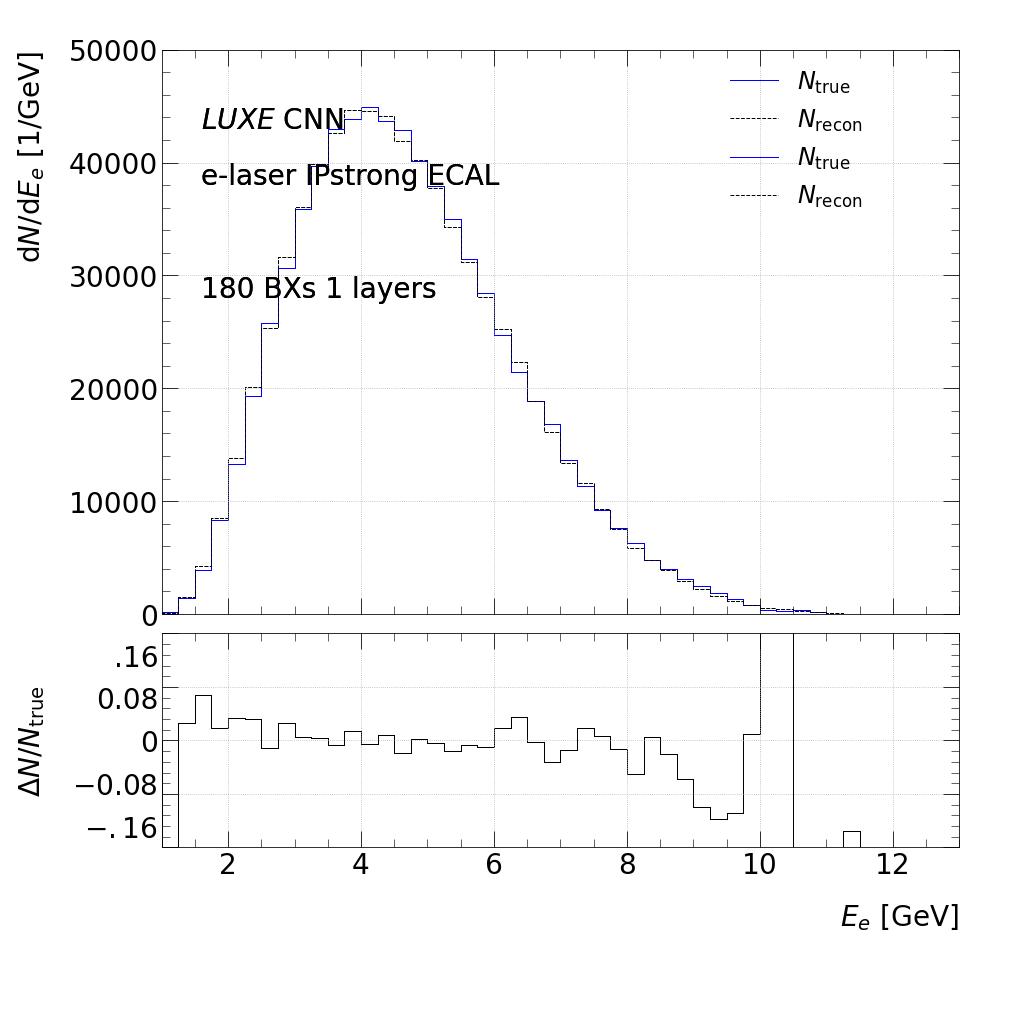 dN/dE_e [1/GeV]
50000
40000
30000
20000
10000
0
LUXE CNN
e-laser IPstrong ECAL
180 BXs 1 layers
N_true
N_recon
N_true
N_recon
ΔN/N_true
.16
0.08
0
−0.08
−.16
2 4 6 8 10 12
E_e [GeV]